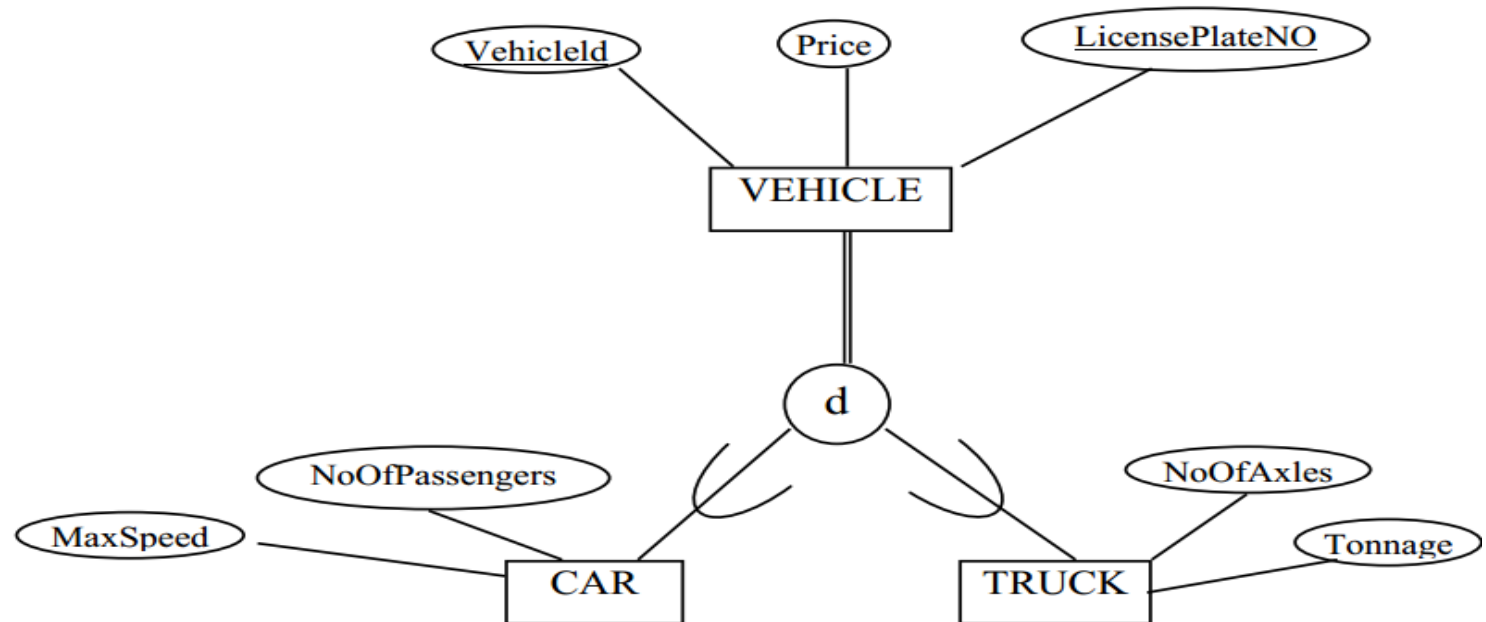 VehicleId
Price
LicensePlateNO
VEHICLE
d
NoOfPassengers
NoOfAxles
MaxSpeed
Tonnage
CAR
TRUCK